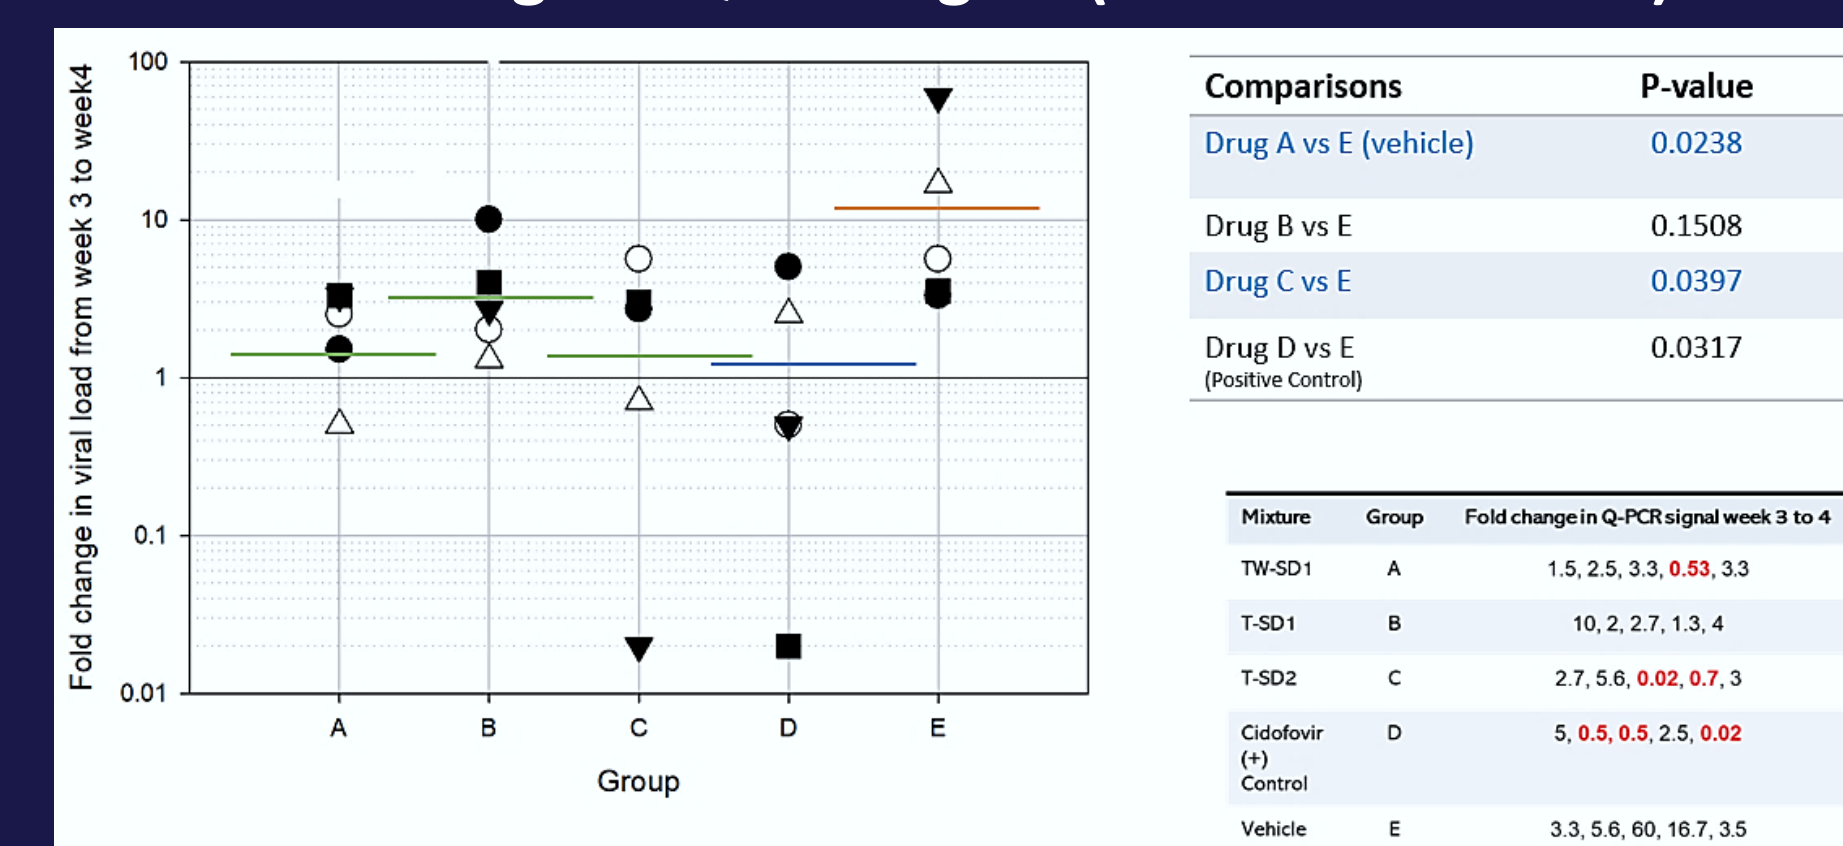 Fold change in viral load from week 3 to week4
100
10
1
0.1
0.01
A B C D E
Group
Comparisons P-value
Drug A vs E (vehicle) 0.0238
Drug B vs E 0.1508
Drug C vs E 0.0397
Drug D vs E 0.0317
(Positive Control)
Mixture Group Fold change in Q-PCR signal week 3 to 4
TW-SD1 A 1.5, 2.5, 3.3, 0.53, 3.3
T-SD1 B 10, 2, 2.7, 1.3, 4
T-SD2 C 2.7, 5.6, 0.02, 0.7, 3
Cidofovir D 5, 0.5, 0.5, 2.5, 0.02
(+)
Control
Vehicle E 3.3, 5.6, 60, 16.7, 3.5